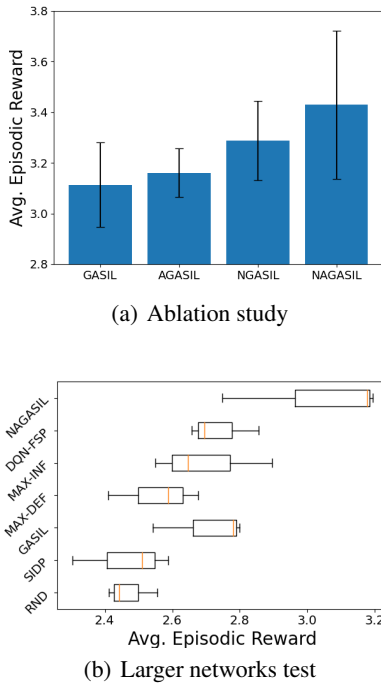 3.8
3.6
3.4
3.2
3.0
2.8
Avg. Episodic Reward
GASIL AGASIL NGASIL NAGASIL
(a) Ablation study
NAGASIL
DQN-FSP
MAX-INF
MAX-DEF
GASIL
SIDP
RND
2.4 2.6 2.8 3.0 3.2
Avg. Episodic Reward
(b) Larger networks test